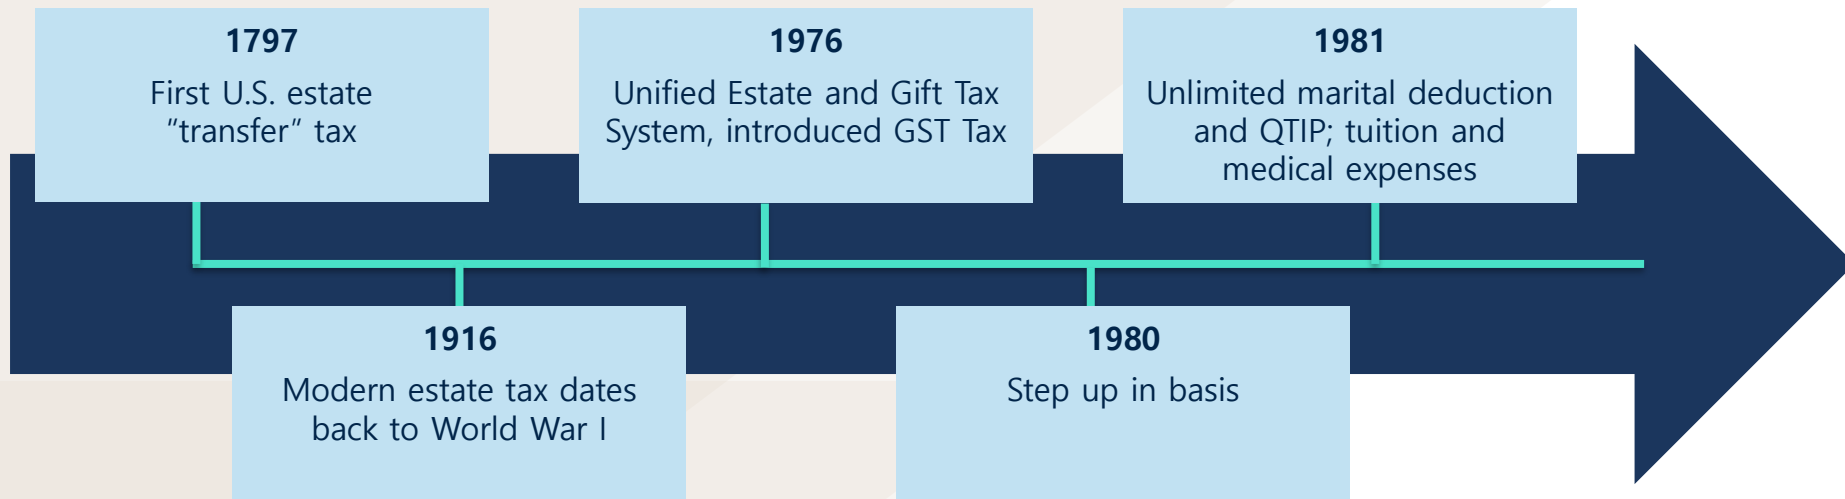 1797
First U.S. estate
"transfer" tax
1916
Modern estate tax dates
back to World War I
1976
Unified Estate and Gift Tax
System, introduced GST Tax
1980
Step up in basis
1981
Unlimited marital deduction
and QTIP; tuition and
medical expenses